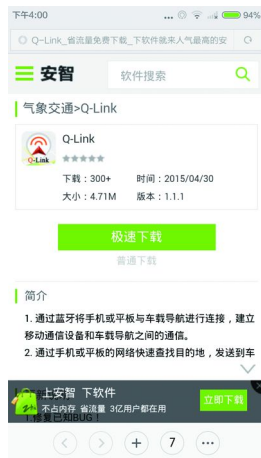 下午4:00
... 94%
Q-Link_省流量免费下载_下软件就来人气最高的安
安智
软件搜索
气象交通>Q-Link
Q-Link
Q-Link
下载：300+ 时间：2015/04/30
大小：4.71M 版本：1.1.1
极速下载
普通下载
简介
1. 通过蓝牙将手机或平板与车载导航进行连接，建立
移动通信设备和车载导航之间的通信。
2. 通过手机或平板的网络快速查找目的地，发送到车
上安智 下软件
不占内存 省流量 3亿用户都在用
立即下载
1.修复已知BUG！
7